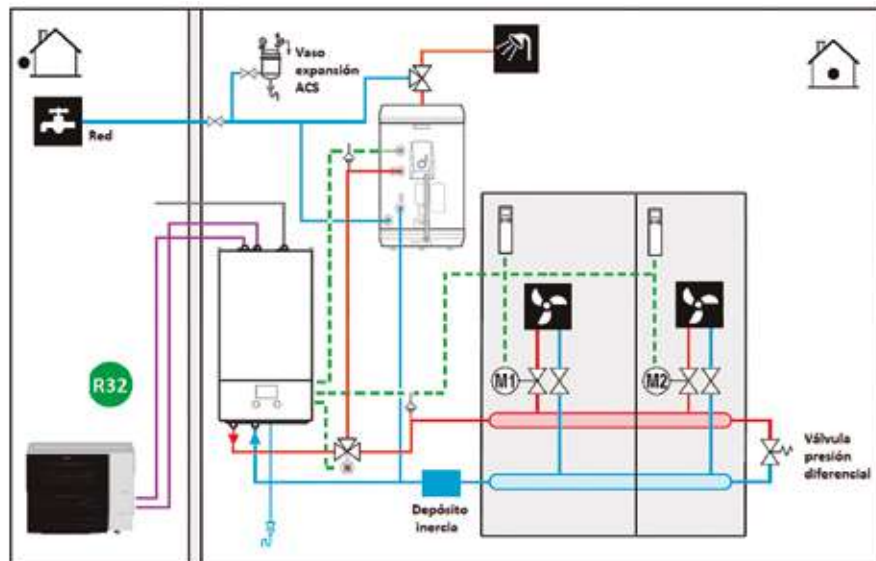 Vaso
expansión
ACS
Red
R32
M1
M2
Válvula
presión
diferencial
Depósito
inercia